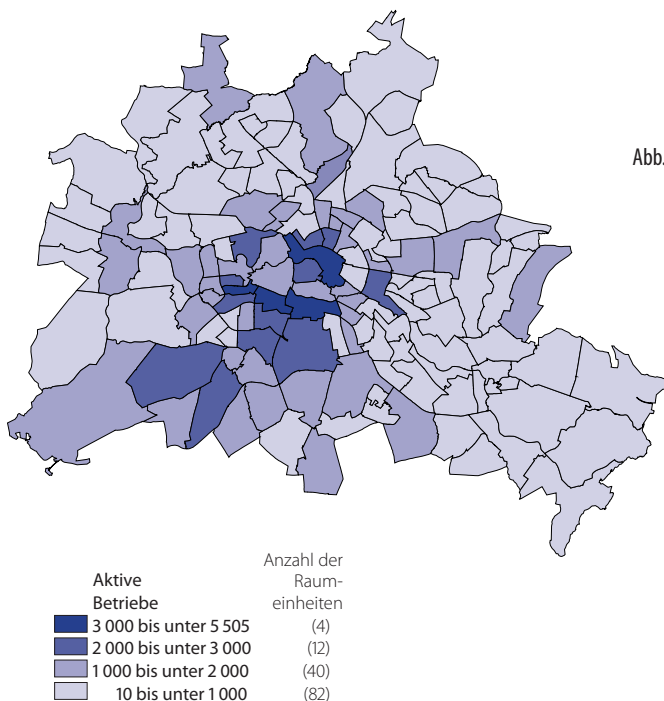 Abb.
Anzahl der
Aktive Raum-
Betriebe einheiten
3 000 bis unter 5 505 (4)
2 000 bis unter 3 000 (12)
1 000 bis unter 2 000 (40)
10 bis unter 1 000 (82)